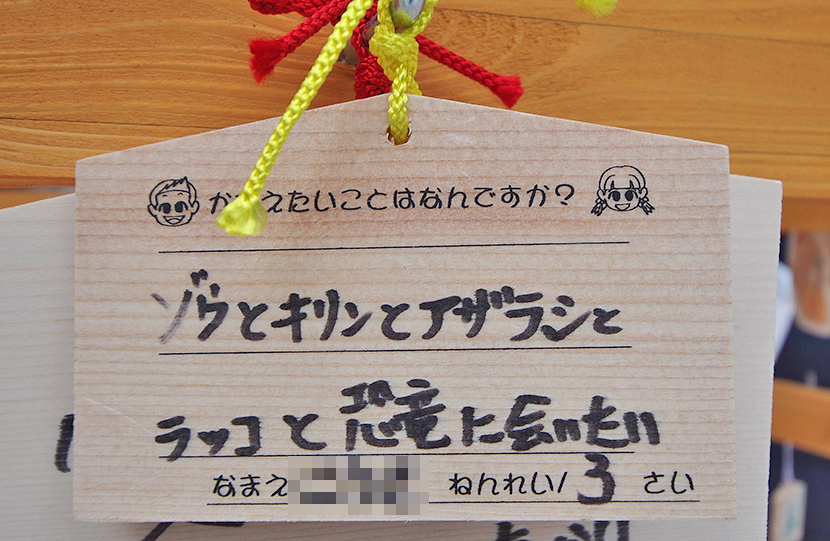 かなえたいことはなんですか?
ゾウとキリンとアザラシと
ラッコと恐竜に会いたい
なまえ ねんれい/3さい